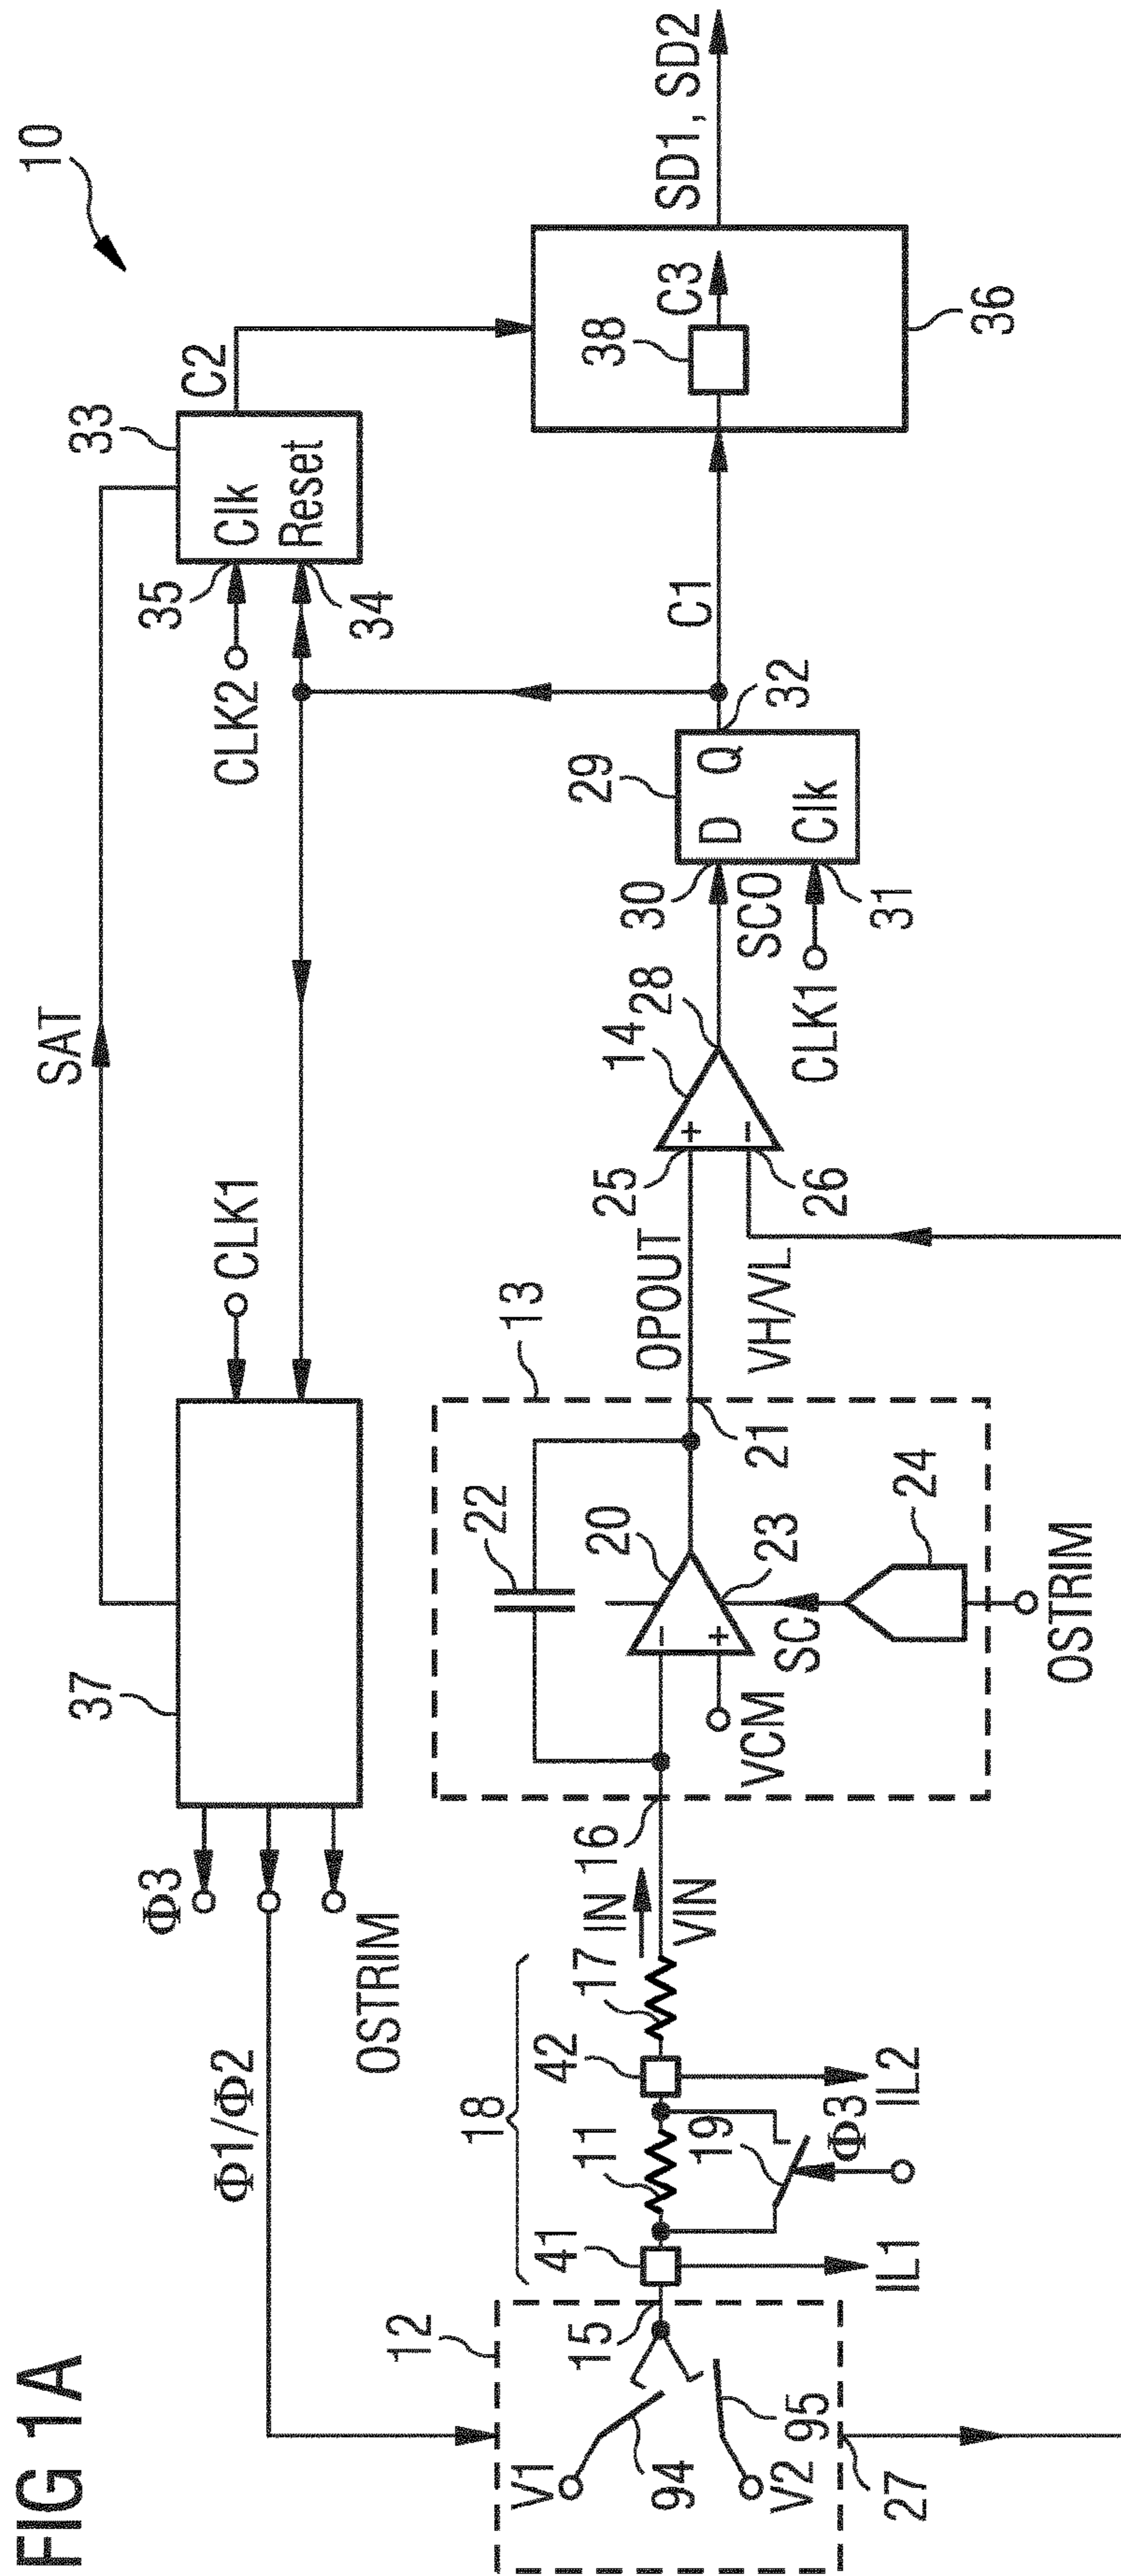 FIG 1A
10
SAT
37
33
C2
Clk
Reset
35
34
CLK2
CLK1
Φ3
Φ1/Φ2
OSTRIM
12
V1
94
V2
95
15
27
18
41
11
42
17
19
Φ3
IL1
IL2
IN
VIN
16
13
22
20
-
+
VCM
23
SC
24
OSTRIM
21
OPOUT
VH/VL
25
26
+
-
14
28
SCO
30
29
D
Q
Clk
31
CLK1
32
C1
38
C3
36
SD1, SD2